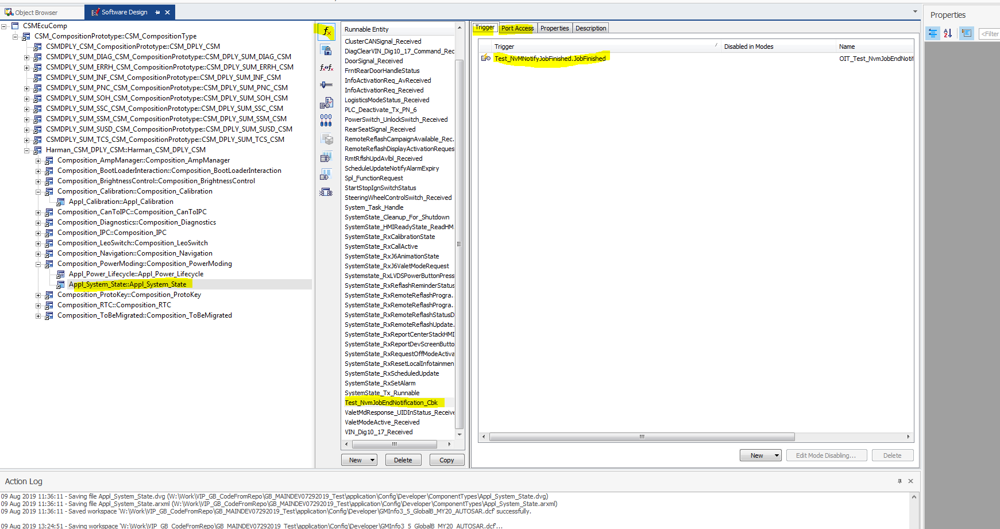 Object Browser
Software Design
CSMEcuComp
CSM_CompositionPrototype::CSM_CompositionType
CSMDPLY_CSM_CompositionPrototype::CSM_DPLY_CSM
CSMDPLY_SUM_DIAG_CSM_CompositionPrototype::CSM_DPLY_SUM_DIAG_CSM
CSMDPLY_SUM_ERRH_CSM_CompositionPrototype::CSM_DPLY_SUM_ERRH_CSM
CSMDPLY_SUM_INF_CSM_CompositionPrototype::CSM_DPLY_SUM_INF_CSM
CSMDPLY_SUM_PNC_CSM_CompositionPrototype::CSM_DPLY_SUM_PNC_CSM
CSMDPLY_SUM_SOH_CSM_CompositionPrototype::CSM_DPLY_SUM_SOH_CSM
CSMDPLY_SUM_SSC_CSM_CompositionPrototype::CSM_DPLY_SUM_SSC_CSM
CSMDPLY_SUM_SSM_CSM_CompositionPrototype::CSM_DPLY_SUM_SSM_CSM
CSMDPLY_SUM_SUSD_CSM_CompositionPrototype::CSM_DPLY_SUM_SUSD_CSM
CSMDPLY_SUM_TCS_CSM_CompositionPrototype::CSM_DPLY_SUM_TCS_CSM
Harman_CSM_DPLY_CSM::Harman_CSM_DPLY_CSM
Composition_AmpManager::Composition_AmpManager
Composition_BootLoaderInteraction::Composition_BootLoaderInteraction
Composition_BrightnessControl::Composition_BrightnessControl
Composition_Calibration::Composition_Calibration
Appl_Calibration::Appl_Calibration
Composition_CanToIPC::Composition_CanToIPC
Composition_Diagnostics::Composition_Diagnostics
Composition_IPC::Composition_IPC
Composition_LeoSwitch::Composition_LeoSwitch
Composition_Navigation::Composition_Navigation
Composition_PowerModing::Composition_PowerModing
Appl_Power_Lifecycle::Appl_Power_Lifecycle
Appl_System_State::Appl_System_State
Composition_ProtoKey::Composition_ProtoKey
Composition_RTC::Composition_RTC
Composition_ToBeMigrated::Composition_ToBeMigrated
Runnable Entity
ClusterCANSignal_Received
DiagClearVIN_Dig10_17_Command_Rec
DoorSignal_Received
FrntRearDoorHandleStatus
InfoActivationReq_AvReceived
InfoActivationReq_Received
LogisticsModeStatus_Received
PLC_Deactivate_Tx_PN_6
PowerSwitch_UnlockSwitch_Received
RearSeatSignal_Received
RemoteReflashCampaignAvailable_Rec.
RemoteReflashDisplayActivationReques
RmtRflshUpdAvlbl_Received
ScheduleUpdateNotifyAlarmExpiry
Spl_FunctionRequest
StartStopIgnSwitchStatus
SteeringWheelControlSwitch_Received
System_Task_Handle
SystemState_Cleanup_For_Shutdown
SystemState_HMIReadyState_ReadHM
SystemState_RxCalibrationState
SystemState_RxCallActive
SystemState_RxJ6AnimationState
SystemState_RxJ6ValetModeRequest
Systemstate_RxLVDSPowerButtonPress
SystemState_RxReflashReminderStatus
SystemState_RxRemoteReflashProgra.
SystemState_RxRemoteReflashProgra..
SystemState_RxRemoteReflashStatusD
SystemState_RxRemoteReflashUpdate.
SystemState_RxReportCenterStackHMI
SystemState_RxReportDevScreenButto
SystemState_RxRequestOffModeActiva
SystemState_RxResetLocalInfotainmen
SystemState_RxScheduledUpdate
SystemState_RxSetAlarm
SystemState_Tx_Runnable
Test_NvmJobEndNotification_Cbk
ValetMdResponse_UIDInStatus_Receive
ValetModeActive_Received
VIN_Dig10_17_Received
New
Delete
Copy
Trigger
Port Access
Properties
Description
Trigger
Disabled in Modes
Name
Test_NvMNotifyJobFinished.JobFinished
OIT_Test_NvmJobEndNotif
New
Edit Mode Disabling...
Delete
Properties
<Filter
Action Log
09 Aug 2019 11:36:11 - Saving file Appl_System_State.dvg (W:\Work\VIP_GB_CodeFromRepo\GB_MAINDEV07292019_Test\application\Config\Developer\ComponentTypes\Appl_System_State.dvg)
09 Aug 2019 11:36:11 - Saving file Appl_System_State.arxml (W:\Work\VIP_GB_CodeFromRepo\GB_MAINDEV07292019_Test\application\Config\Developer\ComponentTypes\Appl_System_State.arxml)
09 Aug 2019 11:36:11 - Saved workspace 'W:\Work\VIP_GB_CodeFromRepo\GB_MAINDEV07292019_Test\application\Config\Developer\GMInfo3_5_GlobalB_MY20_AUTOSAR.dcf' successfully.
09 Aug 2019 13:24:51 - Saving workspace 'W:\Work\VIP_GB_CodeFromRepo\GB_MAINDEV07292019_Test\application\Config\Developer\GMInfo3_5_GlobalB_MY20_AUTOSAR.dcf'...